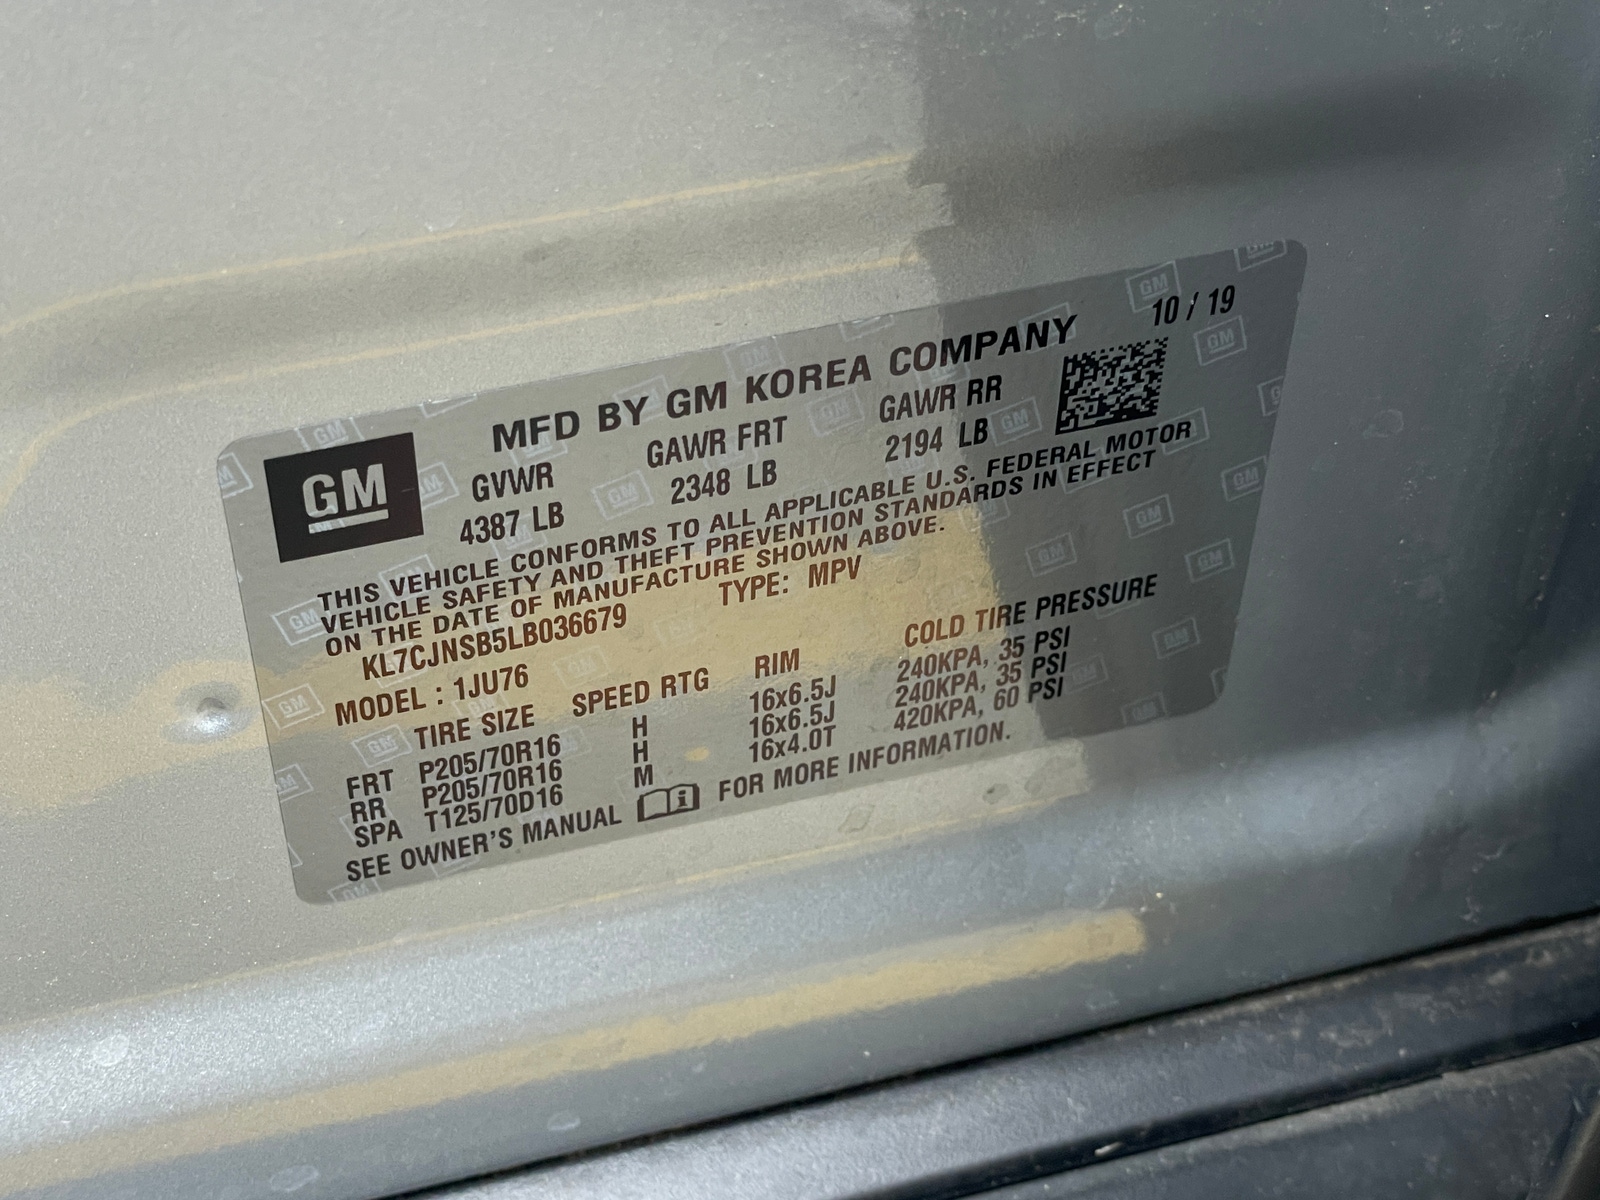 MFD BY GM KOREA COMPANY 10 / 19
GM
GVWR GAWR FRT GAWR RR
4387 LB 2348 LB 2194 LB
THIS VEHICLE CONFORMS TO ALL APPLICABLE U.S. FEDERAL MOTOR
VEHICLE SAFETY AND THEFT PREVENTION STANDARDS IN EFFECT
ON THE DATE OF MANUFACTURE SHOWN ABOVE.
KL7CJNSB5LB036679 TYPE: MPV
MODEL : 1JU76
TIRE SIZE SPEED RTG RIM COLD TIRE PRESSURE
FRT P205/70R16 H 16x6.5J 240KPA, 35 PSI
RR P205/70R16 H 16x6.5J 240KPA, 35 PSI
SPA T125/70D16 M 16x4.0T 420KPA, 60 PSI
SEE OWNER'S MANUAL FOR MORE INFORMATION.